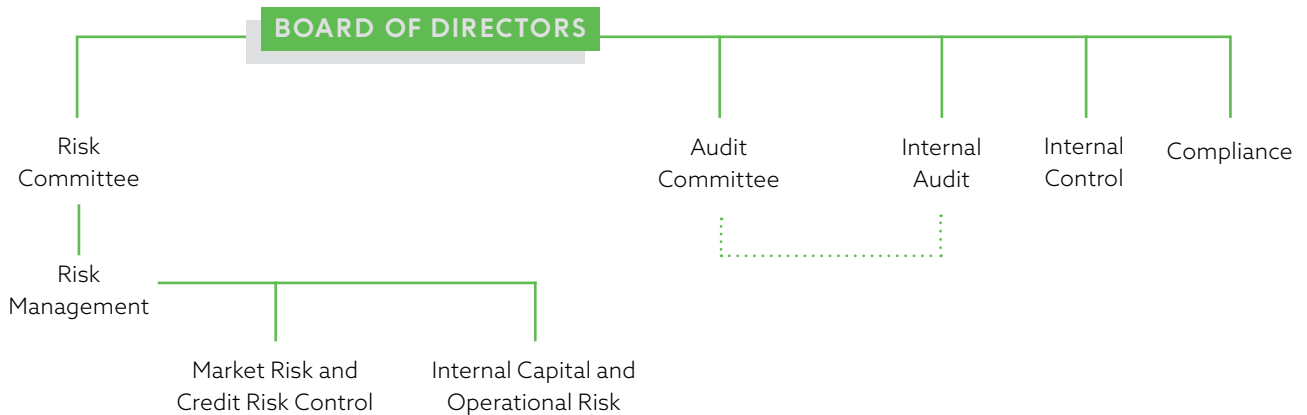 BOARD OF DIRECTORS
Risk
Committee
Audit
Committee
Internal
Audit
Internal
Control
Compliance
Risk
Management
Market Risk and
Credit Risk Control
Internal Capital and
Operational Risk